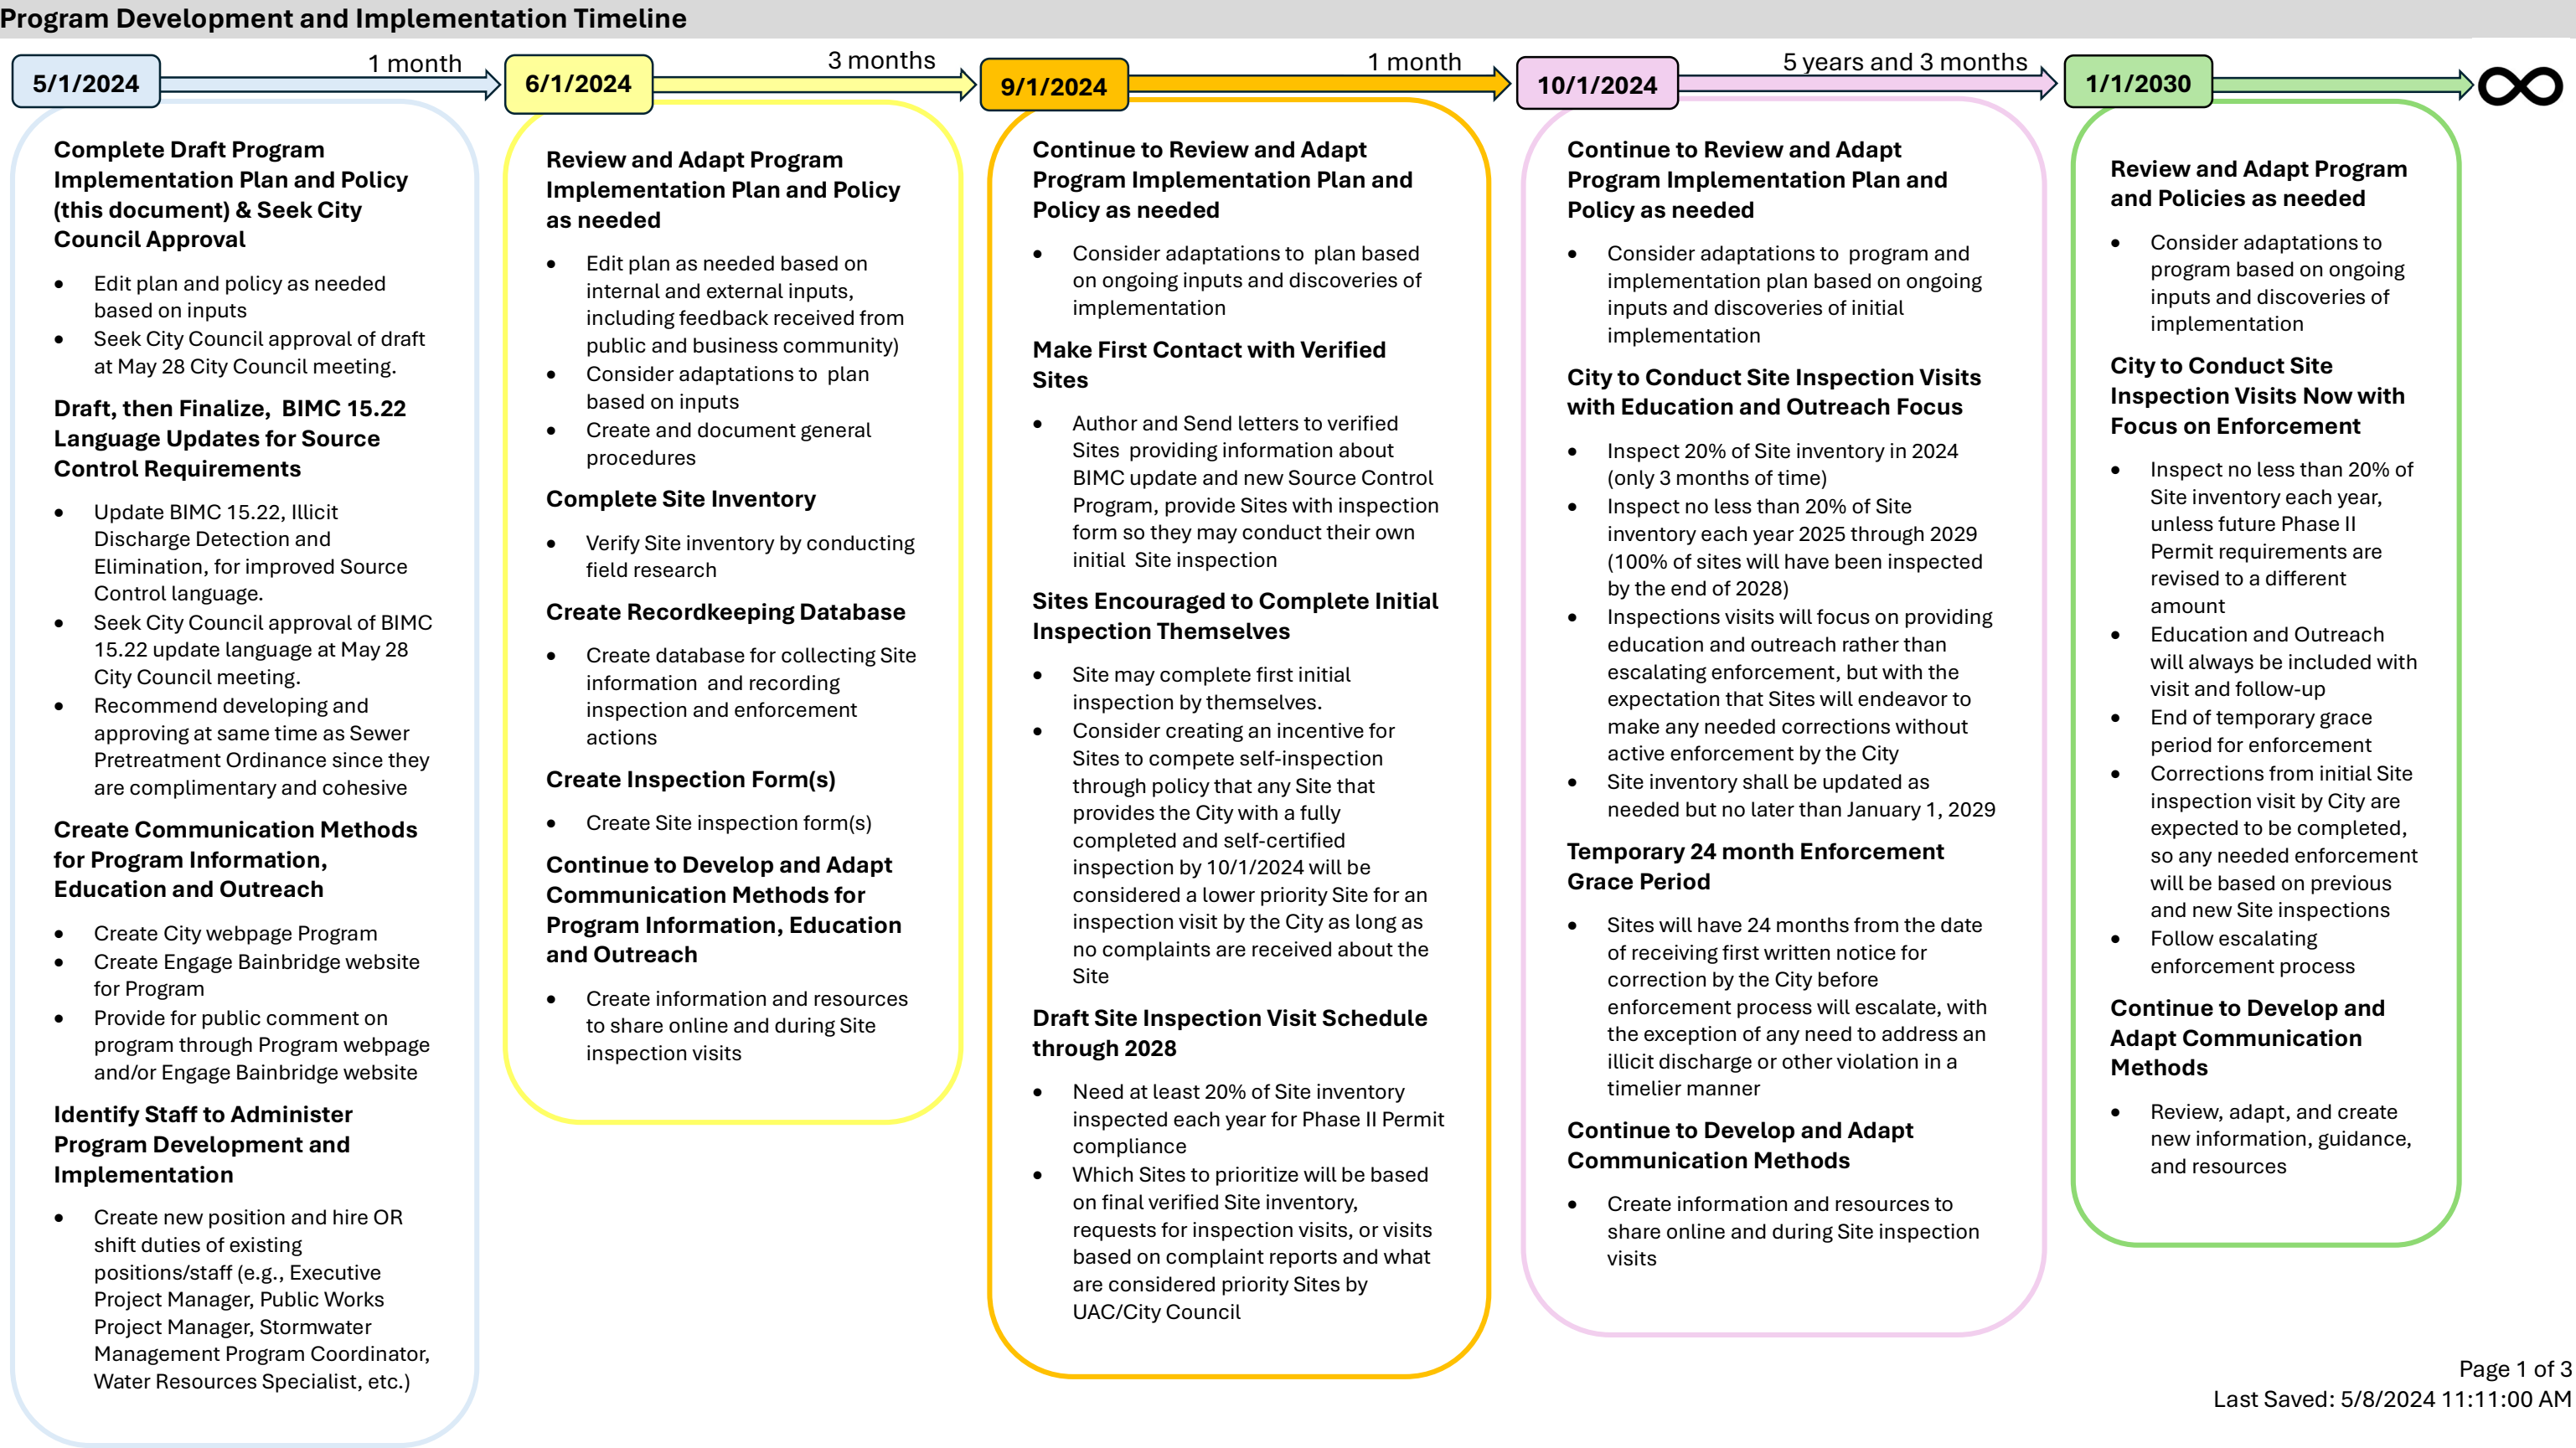 Program Development and Implementation Timeline
5/1/2024
1 month
6/1/2024
3 months
9/1/2024
1 month
10/1/2024
5 years and 3 months
1/1/2030
∞
Complete Draft Program
Implementation Plan and Policy
(this document) & Seek City
Council Approval
• Edit plan and policy as needed
based on inputs
• Seek City Council approval of draft
at May 28 City Council meeting.
Draft, then Finalize,  BIMC 15.22
Language Updates for Source
Control Requirements
• Update BIMC 15.22, Illicit
Discharge Detection and
Elimination, for improved Source
Control language.
• Seek City Council approval of BIMC
15.22 update language at May 28
City Council meeting.
• Recommend developing and
approving at same time as Sewer
Pretreatment Ordinance since they
are complimentary and cohesive
Create Communication Methods
for Program Information,
Education and Outreach
• Create City webpage Program
• Create Engage Bainbridge website
for Program
• Provide for public comment on
program through Program webpage
and/or Engage Bainbridge website
Identify Staff to Administer
Program Development and
Implementation
• Create new position and hire OR
shift duties of existing
positions/staff (e.g., Executive
Project Manager, Public Works
Project Manager, Stormwater
Management Program Coordinator,
Water Resources Specialist, etc.)
Review and Adapt Program
Implementation Plan and Policy
as needed
• Edit plan as needed based on
internal and external inputs,
including feedback received from
public and business community)
• Consider adaptations to  plan
based on inputs
• Create and document general
procedures
Complete Site Inventory
• Verify Site inventory by conducting
field research
Create Recordkeeping Database
• Create database for collecting Site
information  and recording
inspection and enforcement
actions
Create Inspection Form(s)
• Create Site inspection form(s)
Continue to Develop and Adapt
Communication Methods for
Program Information, Education
and Outreach
• Create information and resources
to share online and during Site
inspection visits
Continue to Review and Adapt
Program Implementation Plan and
Policy as needed
• Consider adaptations to  plan based
on ongoing inputs and discoveries of
implementation
Make First Contact with Verified
Sites
• Author and Send letters to verified
Sites  providing information about
BIMC update and new Source Control
Program, provide Sites with inspection
form so they may conduct their own
initial  Site inspection
Sites Encouraged to Complete Initial
Inspection Themselves
• Site may complete first initial
inspection by themselves.
• Consider creating an incentive for
Sites to compete self-inspection
through policy that any Site that
provides the City with a fully
completed and self-certified
inspection by 10/1/2024 will be
considered a lower priority Site for an
inspection visit by the City as long as
no complaints are received about the
Site
Draft Site Inspection Visit Schedule
through 2028
• Need at least 20% of Site inventory
inspected each year for Phase II Permit
compliance
• Which Sites to prioritize will be based
on final verified Site inventory,
requests for inspection visits, or visits
based on complaint reports and what
are considered priority Sites by
UAC/City Council
Continue to Review and Adapt
Program Implementation Plan and
Policy as needed
• Consider adaptations to  program and
implementation plan based on ongoing
inputs and discoveries of initial
implementation
City to Conduct Site Inspection Visits
with Education and Outreach Focus
• Inspect 20% of Site inventory in 2024
(only 3 months of time)
• Inspect no less than 20% of Site
inventory each year 2025 through 2029
(100% of sites will have been inspected
by the end of 2028)
• Inspections visits will focus on providing
education and outreach rather than
escalating enforcement, but with the
expectation that Sites will endeavor to
make any needed corrections without
active enforcement by the City
• Site inventory shall be updated as
needed but no later than January 1, 2029
Temporary 24 month Enforcement
Grace Period
• Sites will have 24 months from the date
of receiving first written notice for
correction by the City before
enforcement process will escalate, with
the exception of any need to address an
illicit discharge or other violation in a
timelier manner
Continue to Develop and Adapt
Communication Methods
• Create information and resources to
share online and during Site inspection
visits
Review and Adapt Program
and Policies as needed
• Consider adaptations to
program based on ongoing
inputs and discoveries of
implementation
City to Conduct Site
Inspection Visits Now with
Focus on Enforcement
• Inspect no less than 20% of
Site inventory each year,
unless future Phase II
Permit requirements are
revised to a different
amount
• Education and Outreach
will always be included with
visit and follow-up
• End of temporary grace
period for enforcement
• Corrections from initial Site
inspection visit by City are
expected to be completed,
so any needed enforcement
will be based on previous
and new Site inspections
• Follow escalating
enforcement process
Continue to Develop and
Adapt Communication
Methods
• Review, adapt, and create
new information, guidance,
and resources
Page 1 of 3
Last Saved: 5/8/2024 11:11:00 AM